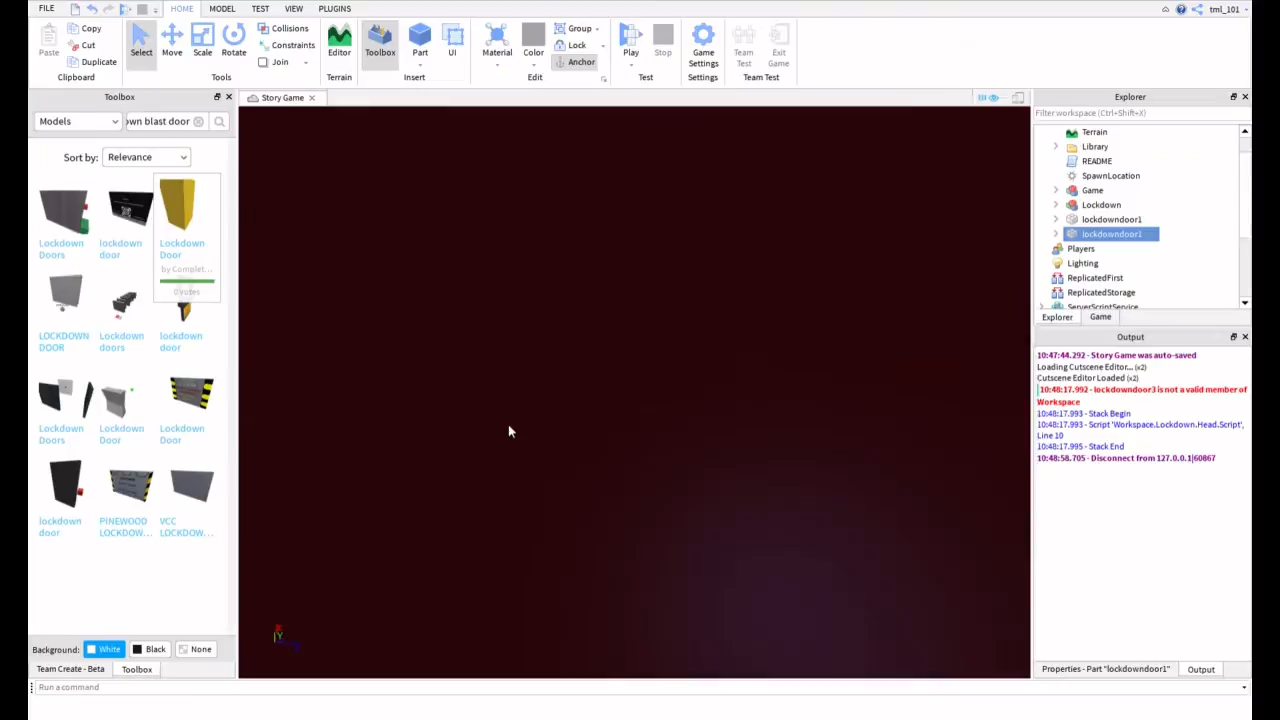 FILE HOME MODEL TEST VIEW PLUGINS tml_101
Paste Copy Cut Duplicate Select Move Scale Rotate Collisions Constraints Join Editor Toolbox Part UI Material Color Group Lock Anchor Play Stop Game Settings Team Test Exit Game
Clipboard Tools Terrain Insert Edit Test Settings Team Test
Toolbox
Models wn blast door
Sort by: Relevance
Lockdown Doors
lockdown door
Lockdown Door
by Complet...
0 votes
LOCKDOWN DOOR
Lockdown doors
lockdown door
Lockdown Doors
Lockdown Door
Lockdown Door
lockdown door
PINEWOOD LOCKDOW...
VCC LOCKDOW...
Background: White Black None
Team Create - Beta Toolbox
Run a command
Story Game
Y
Explorer
Filter workspace (Ctrl+Shift+X)
Terrain
Library
README
SpawnLocation
Game
Lockdown
lockdowndoor1
lockdowndoor1
Players
Lighting
ReplicatedFirst
ReplicatedStorage
ServerScriptService
Explorer Game
Output
10:47:44.292 - Story Game was auto-saved
Loading Cutscene Editor... (x2)
Cutscene Editor Loaded (x2)
10:48:17.992 - lockdowndoor3 is not a valid member of
Workspace
10:48:17.993 - Stack Begin
10:48:17.993 - Script 'Workspace.Lockdown.Head.Script',
Line 10
10:48:17.995 - Stack End
10:48:58.705 - Disconnect from 127.0.0.1|60867
Properties - Part "lockdowndoor1" Output